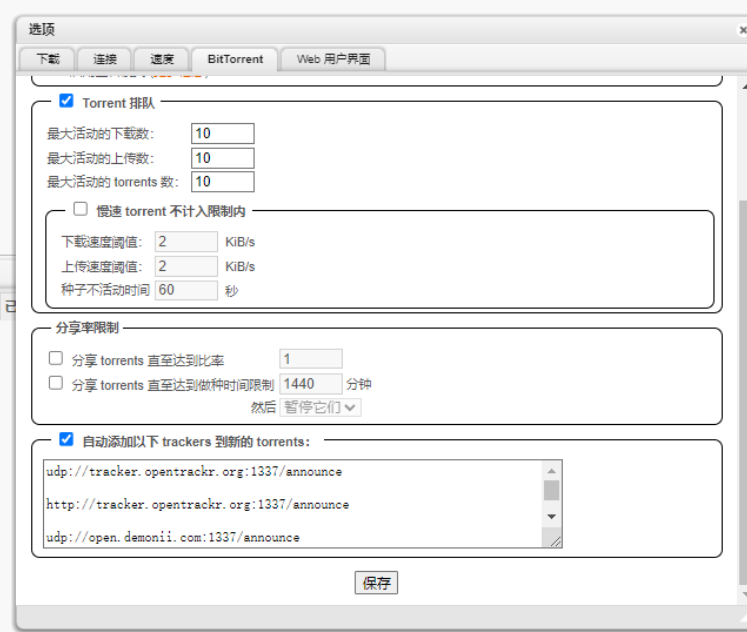 选项
下载 连接 速度 BitTorrent Web 用户界面
Torrent 排队
最大活动的下载数: 10
最大活动的上传数: 10
最大活动的 torrents 数: 10
慢速 torrent 不计入限制内
下载速度阈值: 2 KiB/s
上传速度阈值: 2 KiB/s
种子不活动时间 60 秒
分享率限制
分享 torrents 直至达到比率 1
分享 torrents 直至达到做种时间限制 1440 分钟
然后 暂停它们
自动添加以下 trackers 到新的 torrents:
udp://tracker.opentrackr.org:1337/announce
http://tracker.opentrackr.org:1337/announce
udp://open.demonii.com:1337/announce
保存